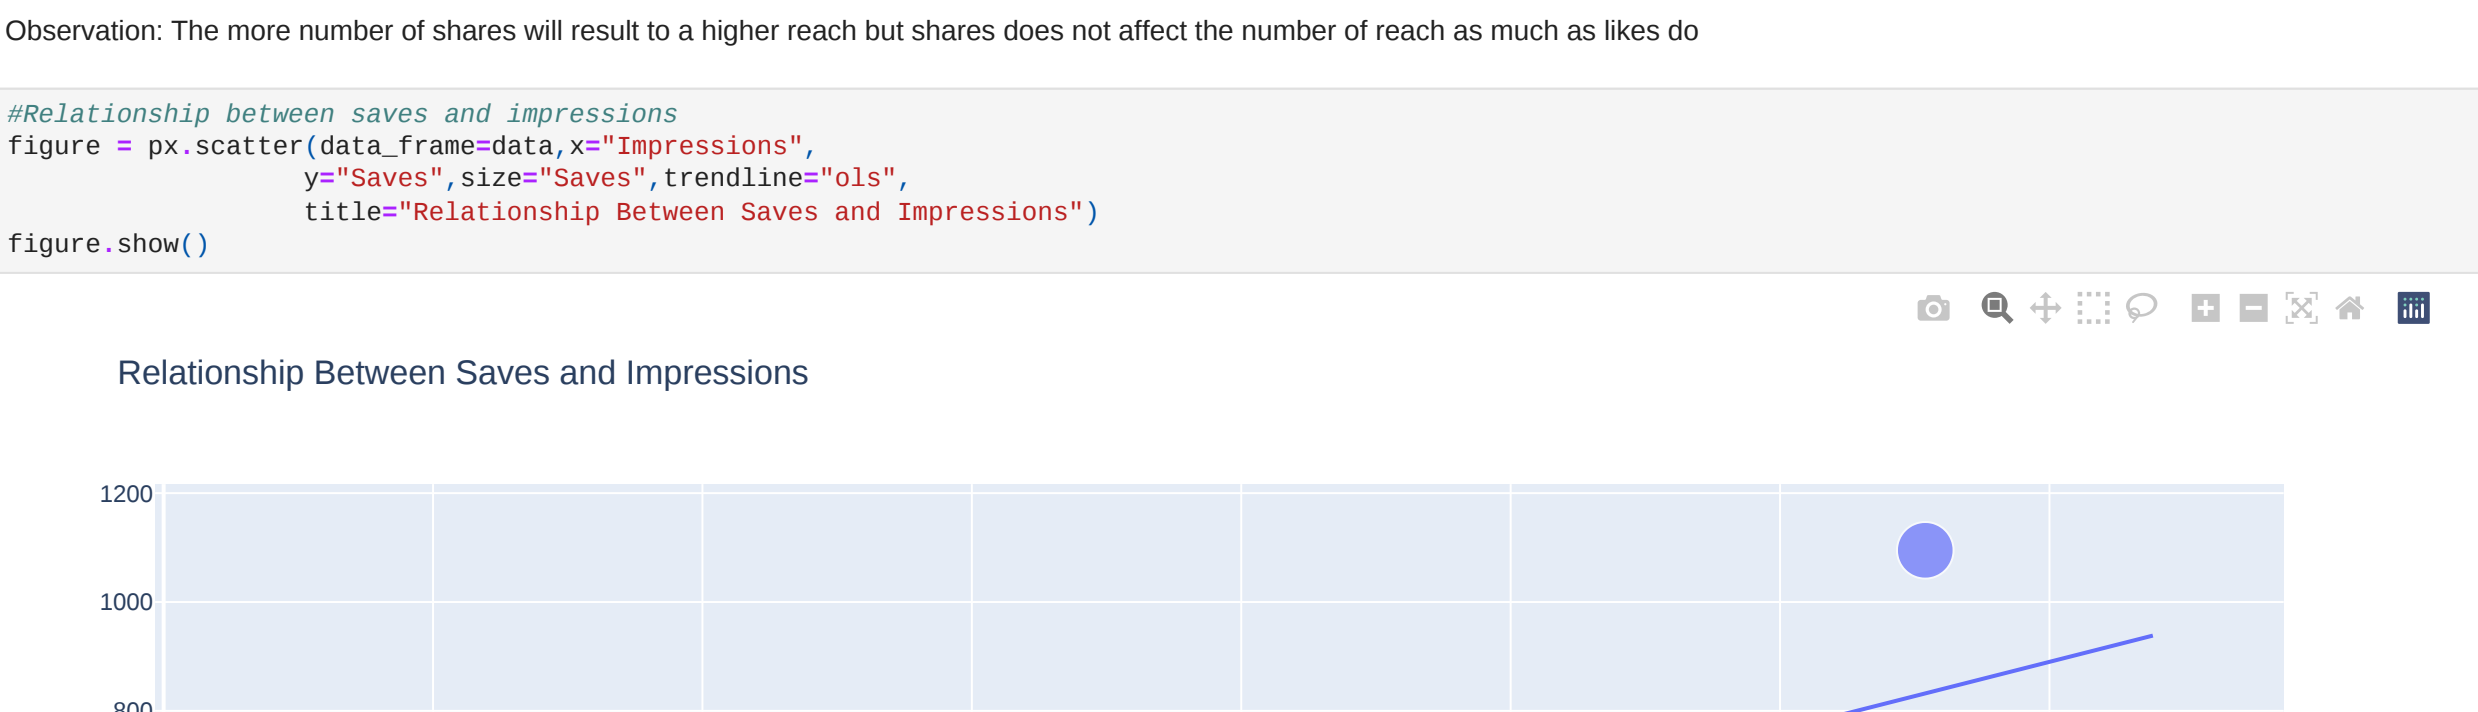 Observation: The more number of shares will result to a higher reach but shares does not affect the number of reach as much as likes do
#Relationship between saves and impressions
figure = px.scatter(data_frame=data,x="Impressions",
                   y="Saves",size="Saves",trendline="ols",
                   title="Relationship Between Saves and Impressions")
figure.show()
Relationship Between Saves and Impressions
1200
1000
800